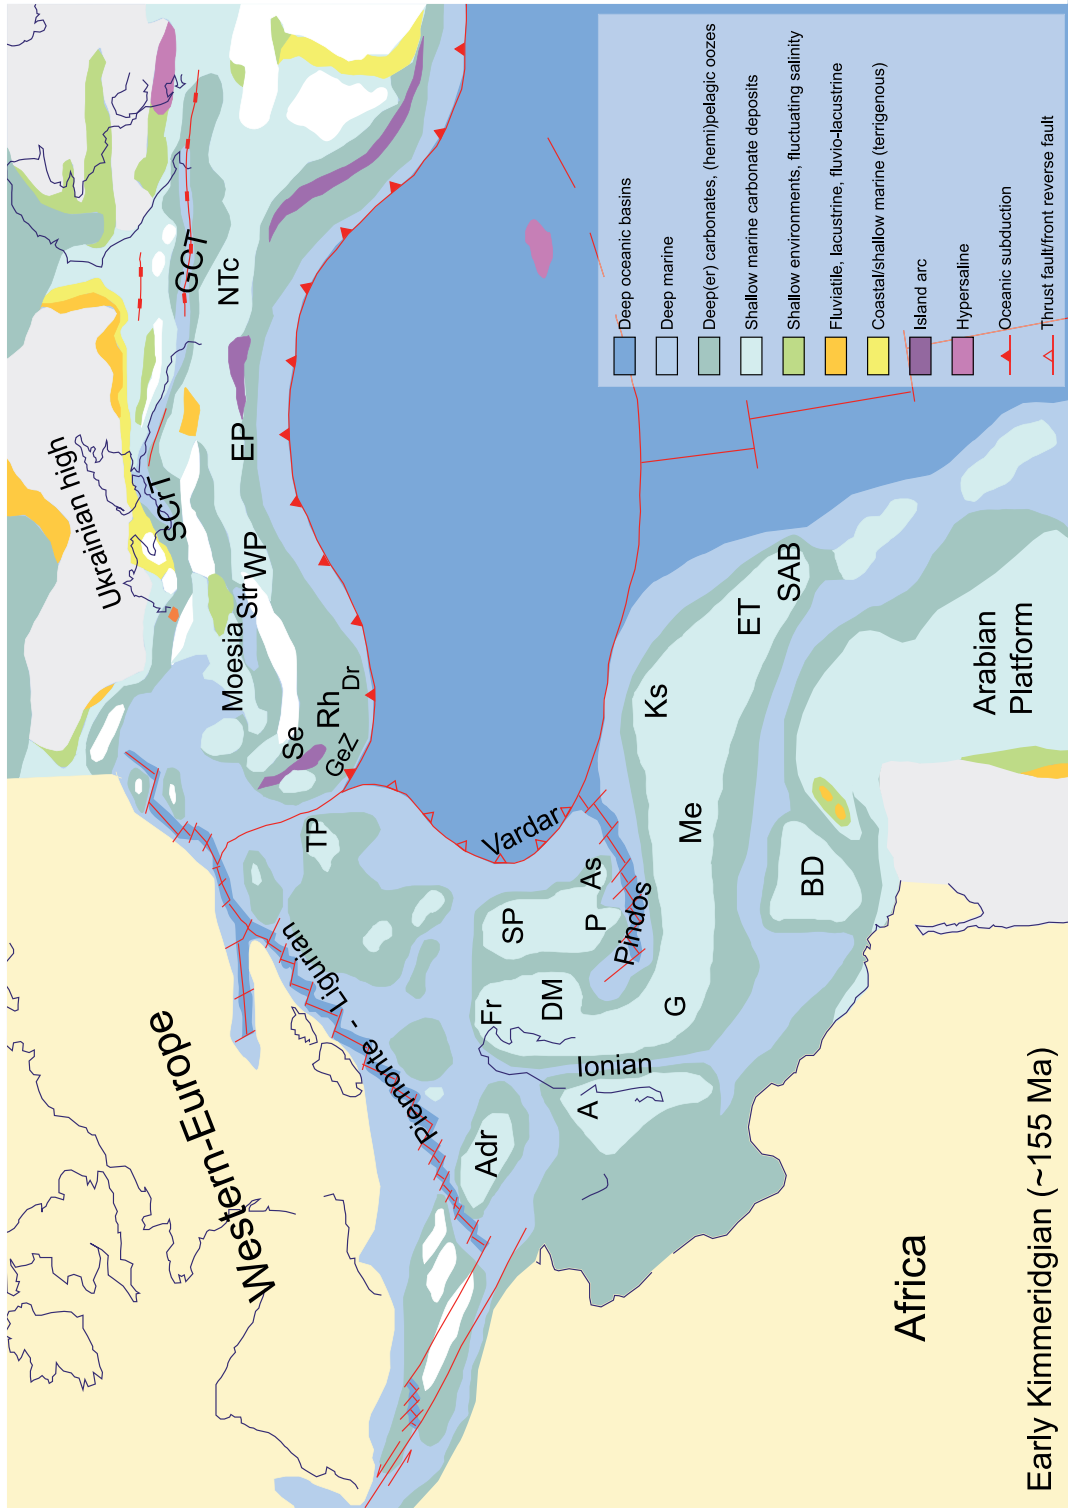 Ukrainian high
SCrT
GCT
NTc
EP
WP
Str
Moesia
Se
Rh
Dr
GeZ
TP
Vardar
Western-Europe
Piemonte - Ligurian
Pindos
As
P
SP
Fr
DM
G
Ionian
A
Adr
Ks
Me
ET
SAB
BD
Arabian
Platform
Africa
Deep oceanic basins
Deep marine
Deep(er) carbonates, (hemi)pelagic oozes
Shallow marine carbonate deposits
Shallow environments, fluctuating salinity
Fluviatile, lacustrine, fluvio-lacustrine
Coastal/shallow marine (terrigenous)
Island arc
Hypersaline
Oceanic subduction
Thrust fault/front reverse fault
Early Kimmeridgian (~155 Ma)